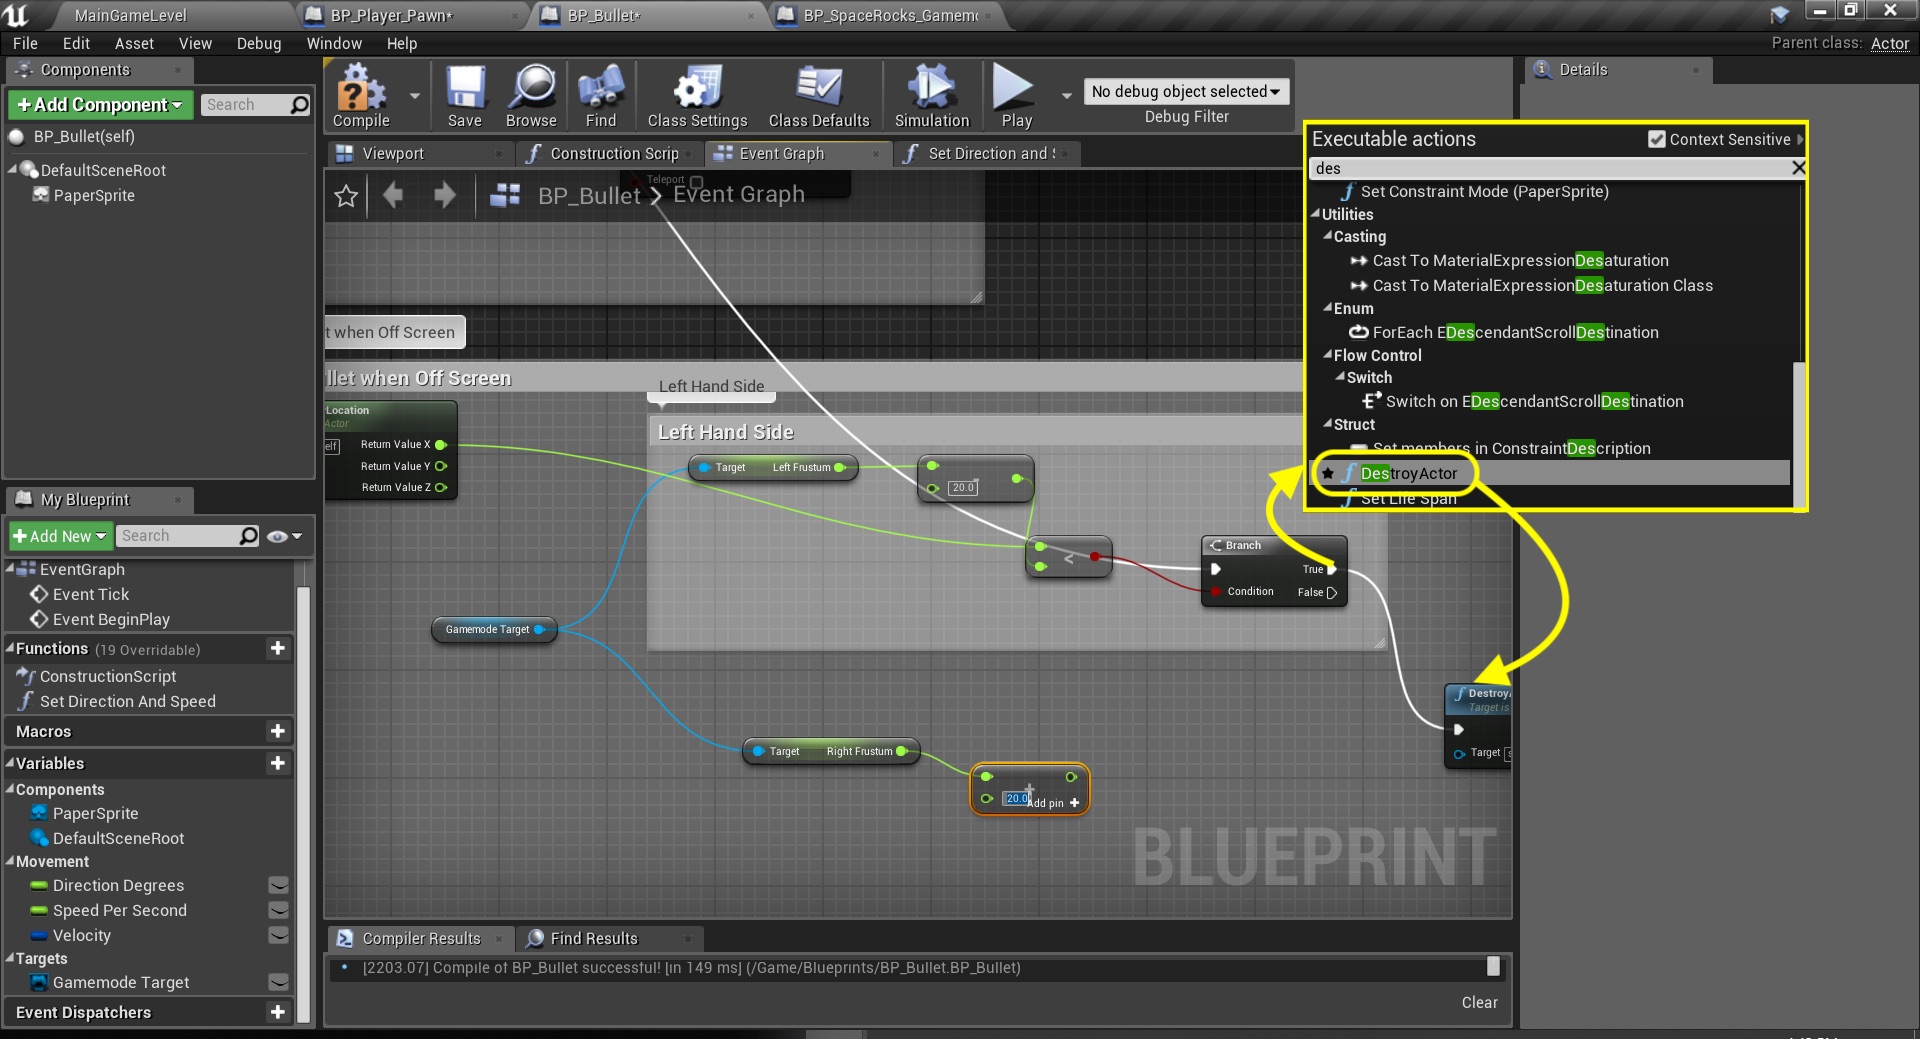 MainGameLevel
BP_Player_Pawn*
BP_Bullet*
BP_SpaceRocks_Gamem
File Edit Asset View Debug Window Help
Parent class: Actor
Components
+Add Component
Search
BP_Bullet(self)
DefaultSceneRoot
PaperSprite
Compile
Save
Browse
Find
Class Settings
Class Defaults
Simulation
Play
No debug object selected
Debug Filter
Details
Viewport
Construction Scrip
Event Graph
Set Direction and
Teleport
BP_Bullet > Event Graph
Executable actions
Context Sensitive
des
Set Constraint Mode (PaperSprite)
Utilities
Casting
Cast To MaterialExpressionDesaturation
Cast To MaterialExpressionDesaturation Class
Enum
ForEach EDescendantScrollDestination
Flow Control
Switch
Switch on EDescendantScrollDestination
Struct
Set members in ConstraintDescription
DestroyActor
Set Life Span
t when Off Screen
llet when Off Screen
Location
Actor
elf
Return Value X
Return Value Y
Return Value Z
Left Hand Side
Left Hand Side
Target Left Frustum
20.0
<
Branch
True
Condition False
Gamemode Target
Target Right Frustum
20.0
Add pin +
Destroy
Target is
Target
BLUEPRINT
My Blueprint
+Add New
Search
EventGraph
Event Tick
Event BeginPlay
Functions (19 Overridable)
ConstructionScript
Set Direction And Speed
Macros
Variables
Components
PaperSprite
DefaultSceneRoot
Movement
Direction Degrees
Speed Per Second
Velocity
Targets
Gamemode Target
Event Dispatchers
Compiler Results
Find Results
[2203.07] Compile of BP_Bullet successful! [in 149 ms] (/Game/Blueprints/BP_Bullet.BP_Bullet)
Clear